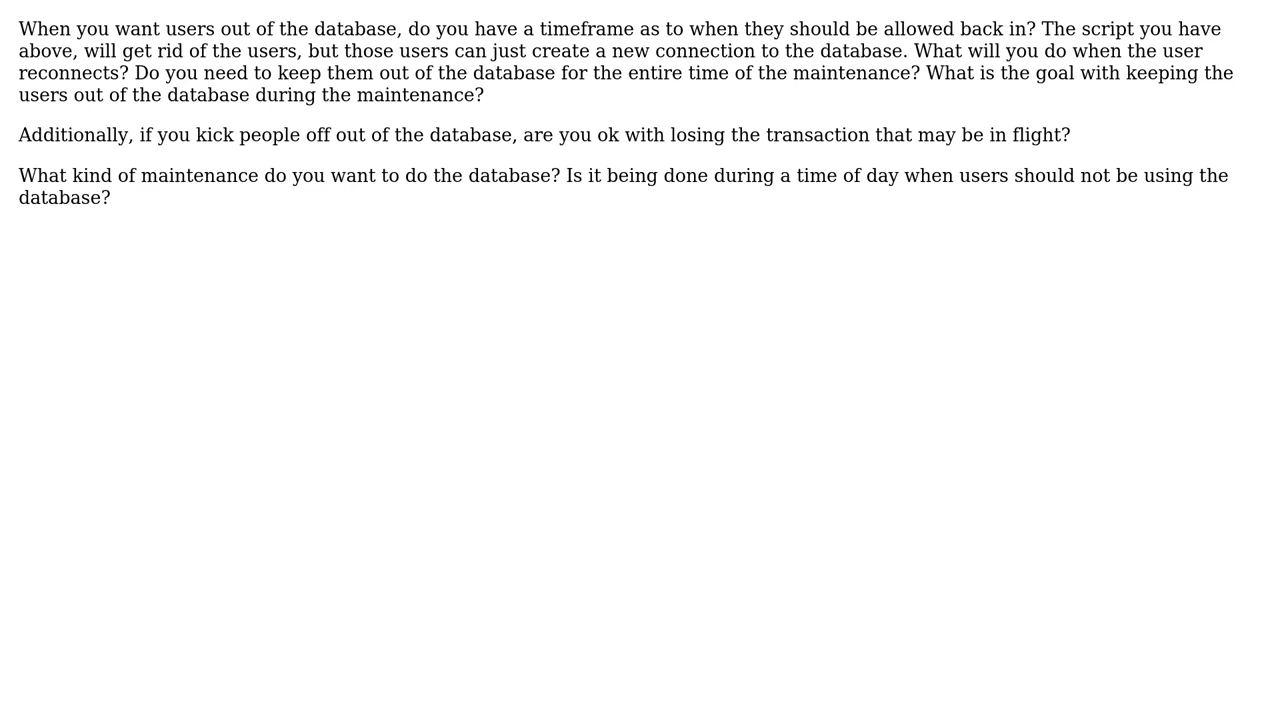 When you want users out of the database, do you have a timeframe as to when they should be allowed back in? The script you have
above, will get rid of the users, but those users can just create a new connection to the database. What will you do when the user
reconnects? Do you need to keep them out of the database for the entire time of the maintenance? What is the goal with keeping the
users out of the database during the maintenance?
Additionally, if you kick people off out of the database, are you ok with losing the transaction that may be in flight?
What kind of maintenance do you want to do the database? Is it being done during a time of day when users should not be using the
database?